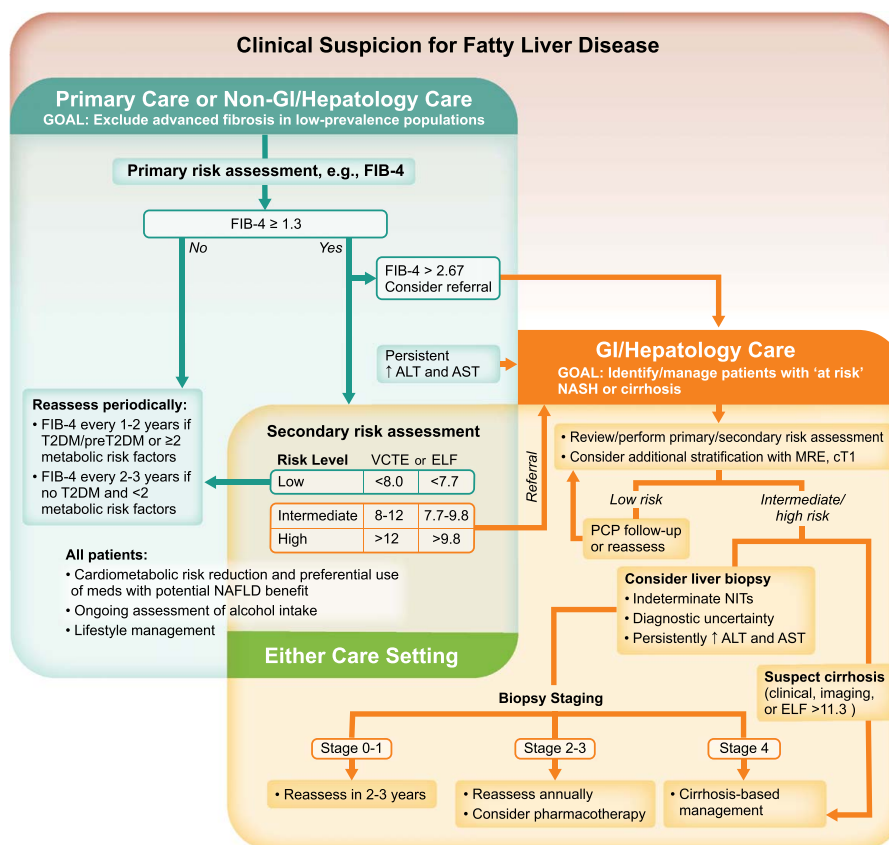 Clinical Suspicion for Fatty Liver Disease
Primary Care or Non-GI/Hepatology Care
GOAL: Exclude advanced fibrosis in low-prevalence populations
Primary risk assessment, e.g., FIB-4
FIB-4 ≥ 1.3
No
Yes
FIB-4 > 2.67
Consider referral
Persistent
↑ ALT and AST
GI/Hepatology Care
GOAL: Identify/manage patients with ‘at risk’
NASH or cirrhosis
Reassess periodically:
• FIB-4 every 1-2 years if
T2DM/preT2DM or ≥2
metabolic risk factors
• FIB-4 every 2-3 years if
no T2DM and <2
metabolic risk factors
Secondary risk assessment
Risk Level VCTE or ELF
Low <8.0 <7.7
Intermediate 8-12 7.7-9.8
High >12 >9.8
Referral
• Review/perform primary/secondary risk assessment
• Consider additional stratification with MRE, cT1
Low risk
Intermediate/
high risk
PCP follow-up
or reassess
All patients:
• Cardiometabolic risk reduction and preferential use
of meds with potential NAFLD benefit
• Ongoing assessment of alcohol intake
• Lifestyle management
Consider liver biopsy
• Indeterminate NITs
• Diagnostic uncertainty
• Persistently ↑ ALT and AST
Either Care Setting
Suspect cirrhosis
(clinical, imaging,
or ELF >11.3 )
Biopsy Staging
Stage 0-1
Stage 2-3
Stage 4
• Reassess in 2-3 years
• Reassess annually
• Consider pharmacotherapy
• Cirrhosis-based
management